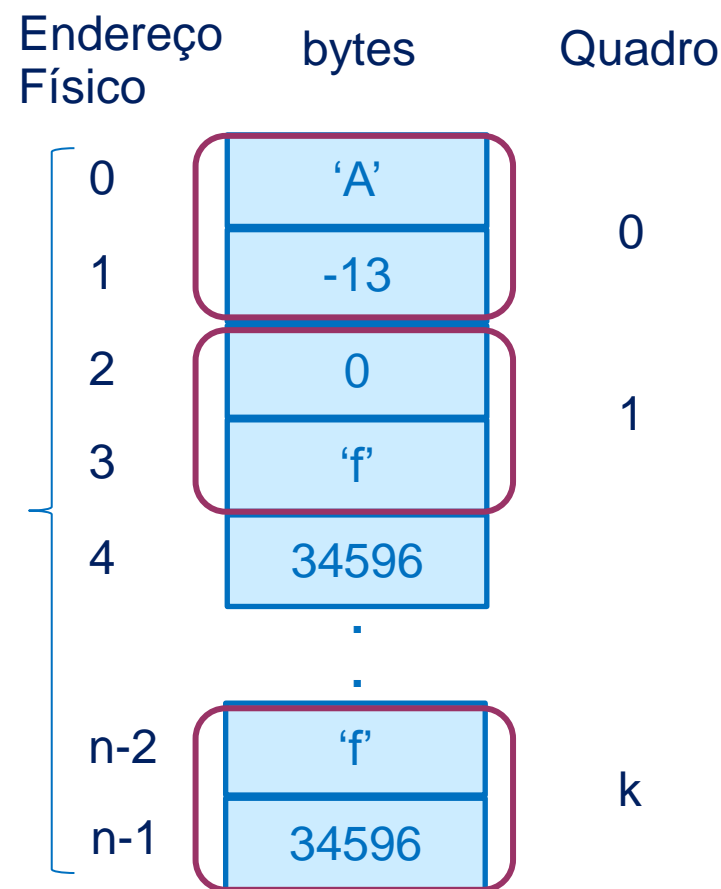 Endereço
Físico
bytes
Quadro
0
'A'
0
1
-13
2
0
1
3
‘f’
4
34596
.
.
n-2
‘f’
k
n-1
34596